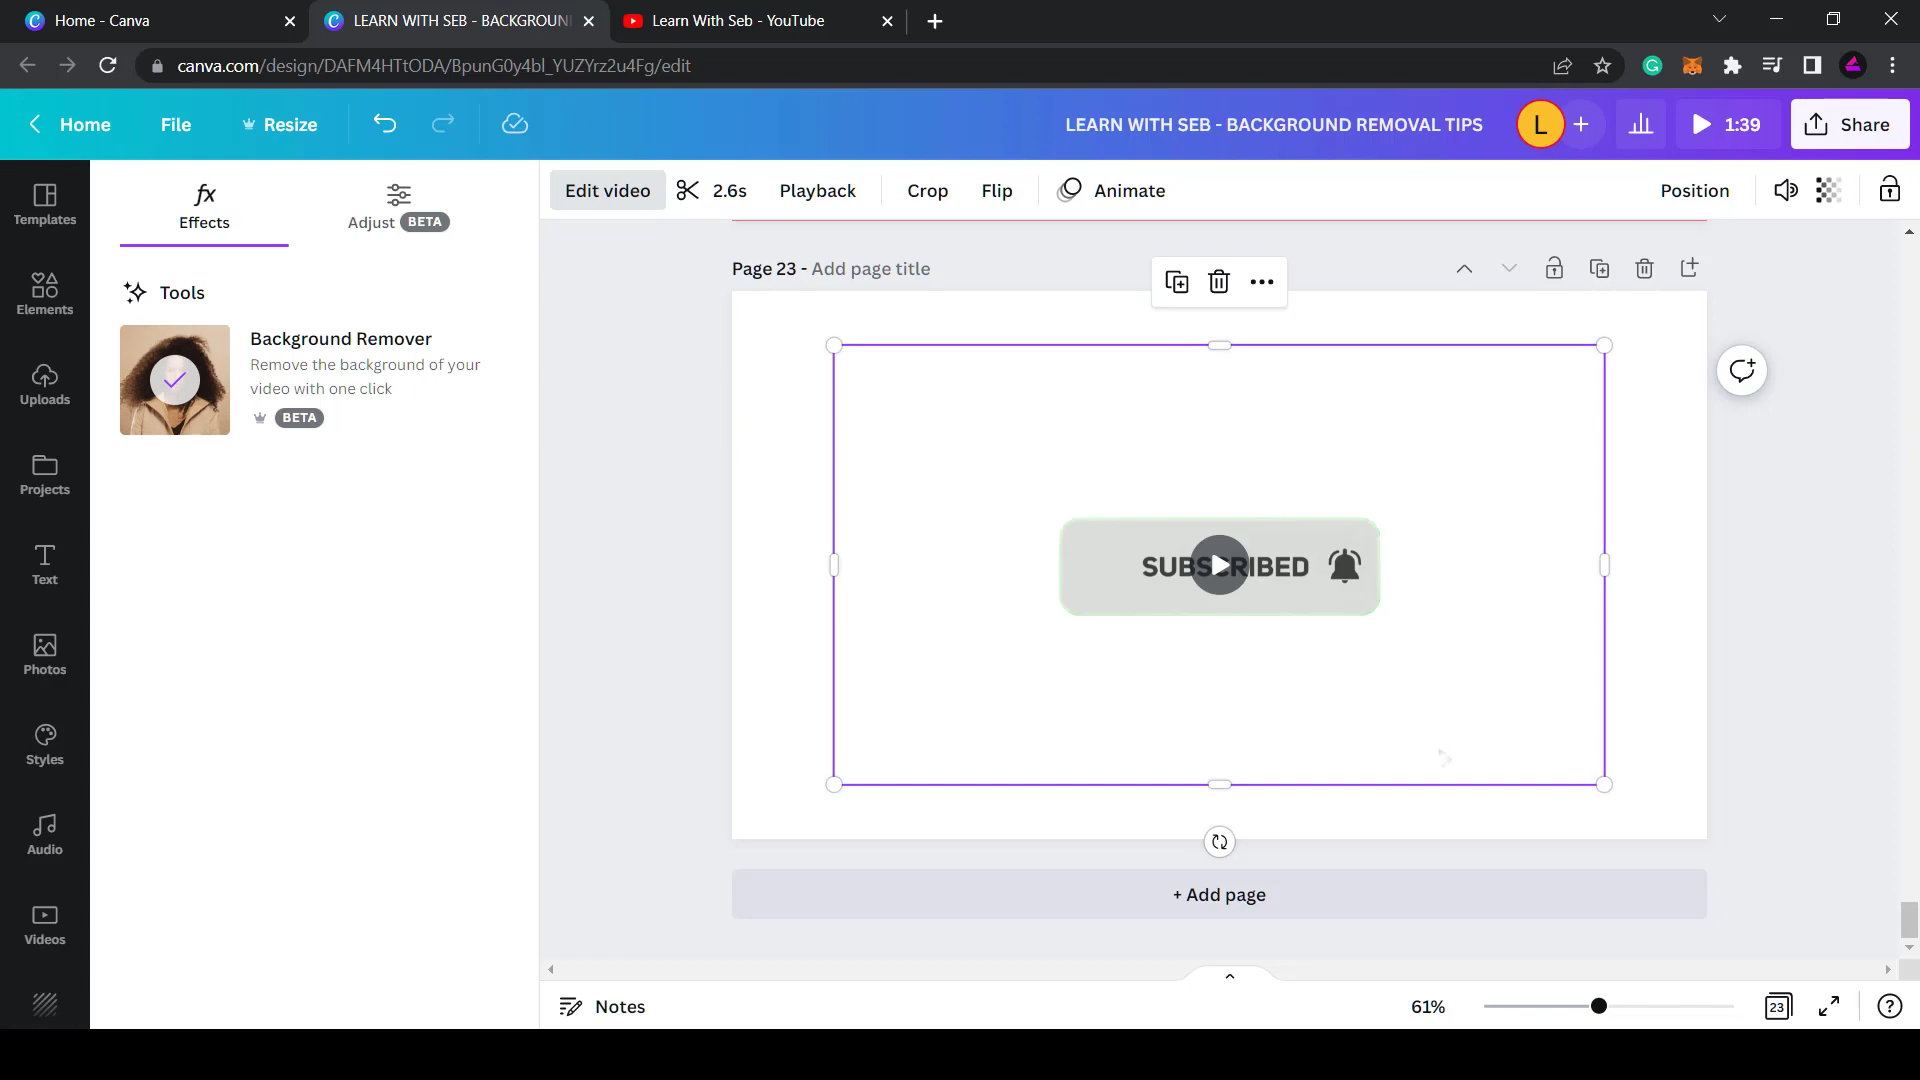 Home - Canva
LEARN WITH SEB - BACKGROUN
Learn With Seb - YouTube
canva.com/design/DAFM4HTtODA/BpunG0y4bl_YUZYrz2u4Fg/edit
Home
File
Resize
LEARN WITH SEB - BACKGROUND REMOVAL TIPS
L
1:39
Share
Templates
Elements
Uploads
Projects
Text
Photos
Styles
Audio
Videos
fx
Effects
Adjust BETA
Tools
Background Remover
Remove the background of your
video with one click
BETA
Edit video
2.6s
Playback
Crop
Flip
Animate
Position
Page 23 - Add page title
SUBSCRIBED
+ Add page
Notes
61%
23